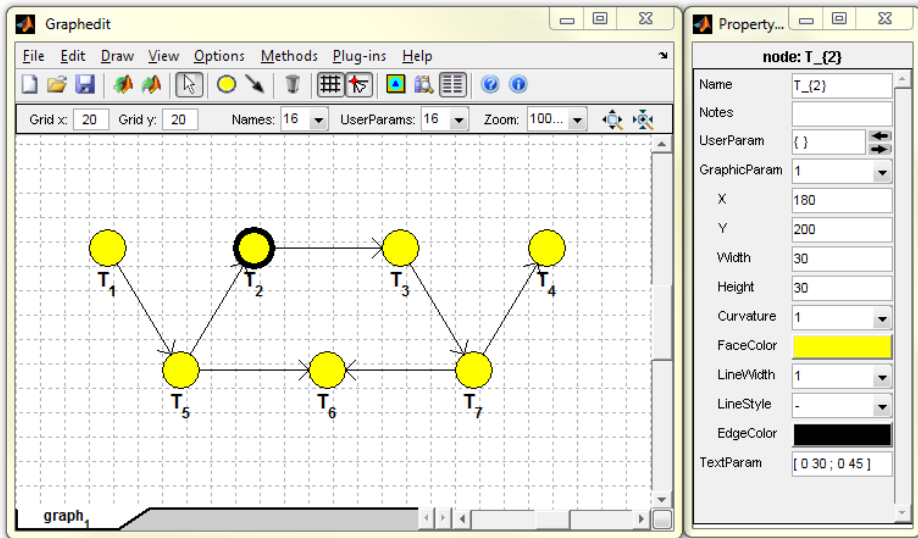 Graphedit
File Edit Draw View Options Methods Plug-ins Help
Grid x: 20 Grid y: 20 Names: 16 UserParams: 16 Zoom: 100...
T1
T2
T3
T4
T5
T6
T7
graph1
Property...
node: T_{2}
Name T_{2}
Notes
UserParam { }
GraphicParam 1
X 180
Y 200
Width 30
Height 30
Curvature 1
FaceColor
LineWidth 1
LineStyle -
EdgeColor
TextParam [ 0 30 ; 0 45 ]